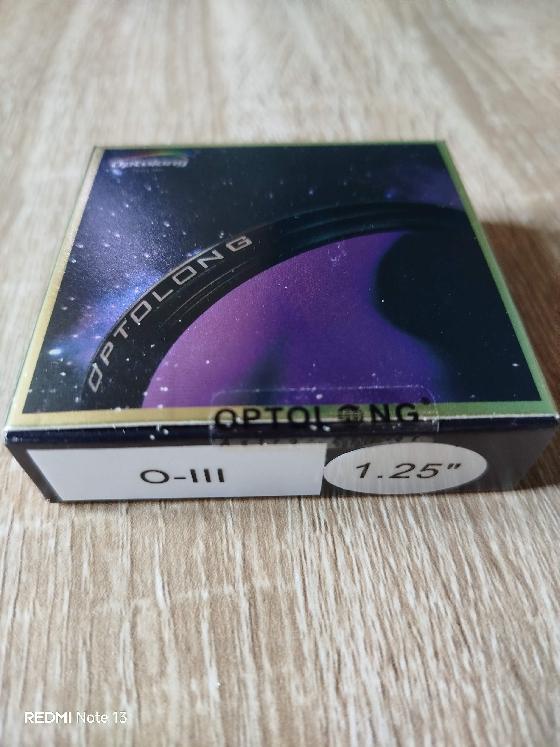 Optolong
OPTOLONG
OPTOLONG
O-III
1.25"
REDMI Note 13